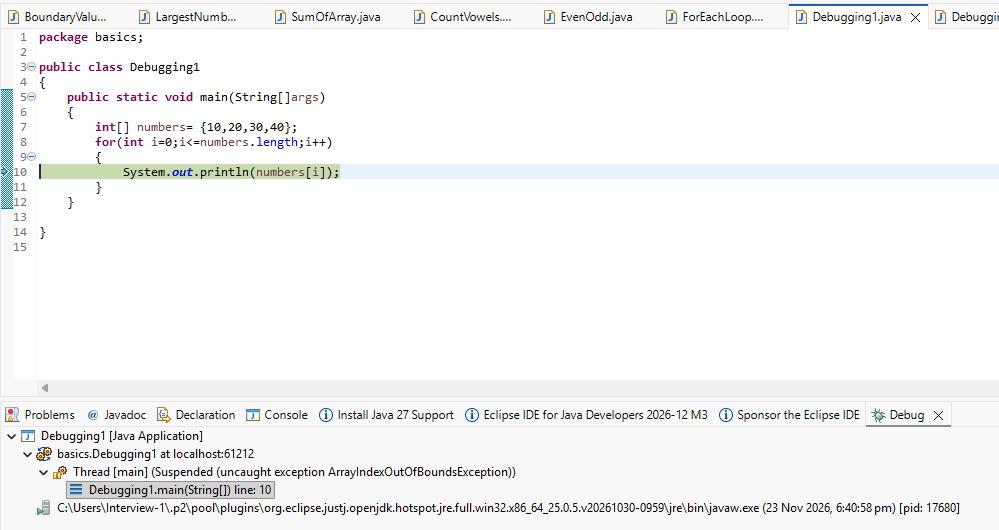 BoundaryValu... LargestNumb... SumOfArray.java CountVowels.... EvenOdd.java ForEachLoop.... Debugging1.java Debuggin
1 package basics;
2
3 public class Debugging1
4 {
5 public static void main(String[]args)
6 {
7 int[] numbers= {10,20,30,40};
8 for(int i=0;i<=numbers.length;i++)
9 {
10 System.out.println(numbers[i]);
11 }
12 }
13
14 }
15
Problems Javadoc Declaration Console Install Java 27 Support Eclipse IDE for Java Developers 2026-12 M3 Sponsor the Eclipse IDE Debug
Debugging1 [Java Application]
basics.Debugging1 at localhost:61212
Thread [main] (Suspended (uncaught exception ArrayIndexOutOfBoundsException))
Debugging1.main(String[]) line: 10
C:\Users\Interview-1\.p2\pool\plugins\org.eclipse.justj.openjdk.hotspot.jre.full.win32.x86_64_25.0.5.v20261030-0959\jre\bin\javaw.exe (23 Nov 2026, 6:40:58 pm) [pid: 17680]